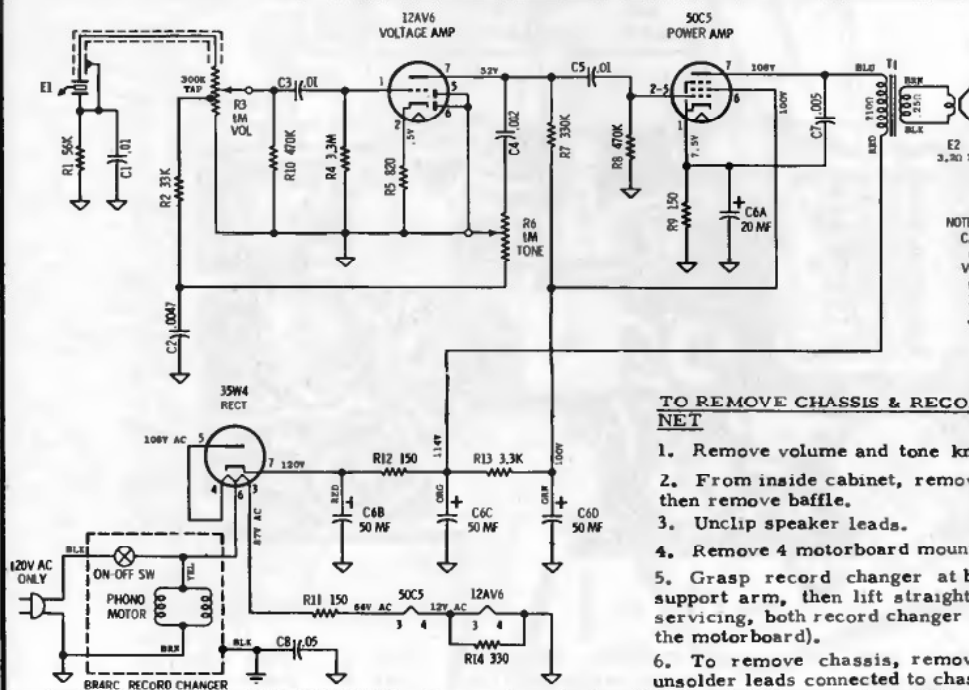 12AV6
VOLTAGE AMP
50C5
POWER AMP
E1
300K
TAP
R3
1M
VOL
C3 .01
R10 470K
R4 3.3M
1
7
5
6
2
.5V
R5 820
52V
C4 .002
R6
1M
TONE
R7 330K
C5 .01
R8 470K
2-5
7
6
1
108V
100V
7.5V
R9 150
C6A
20 MF
C7 .005
BLU
T1
710Ω
RED
BRN
.25Ω
BLK
E2
3.2Ω
R1 56K
C1 .01
R2 33K
C2 .0047
35W4
RECT
108V AC
5
7
120V
4
6
3
87V AC
R12 150
114V
R13 3.3K
100V
RED
C6B
50 MF
ORG
C6C
50 MF
GRN
C6D
50 MF
120V AC
ONLY
BLK
ON-OFF SW
YEL
PHONO
MOTOR
BRN
BLK
C8 .05
BR4RC RECORD CHANGER
R11 150
64V AC
50C5
3 4
12V AC
12AV6
4 3
R14 330
TO REMOVE CHASSIS & RECO
NET
1. Remove volume and tone kn
2. From inside cabinet, remov
then remove baffle.
3. Unclip speaker leads.
4. Remove 4 motorboard moun
5. Grasp record changer at b
support arm, then lift straight
servicing, both record changer
the motorboard).
6. To remove chassis, remov
unsolder leads connected to chas